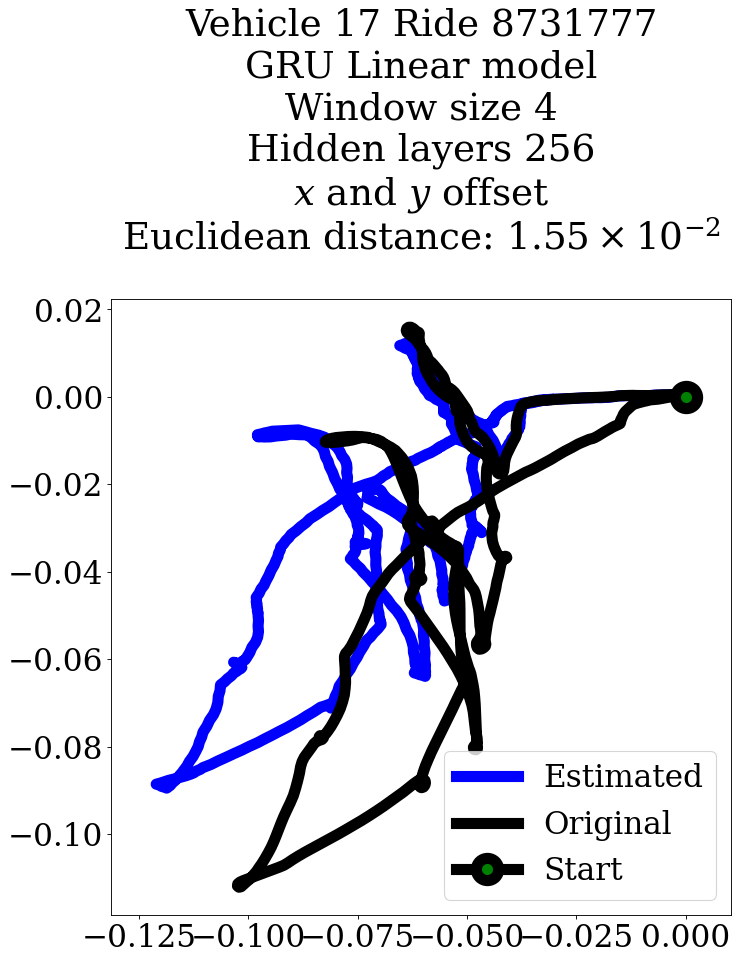 Vehicle 17 Ride 8731777
GRU Linear model
Window size 4
Hidden layers 256
x and y offset
Euclidean distance: 1.55 × 10⁻²
0.02
0.00
−0.02
−0.04
−0.06
−0.08
−0.10
Estimated
Original
Start
−0.125 −0.100 −0.075 −0.050 −0.025 0.000